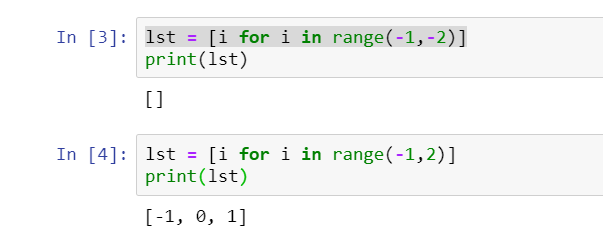 In [3]: lst = [i for i in range(-1,-2)]
print(lst)
[]
In [4]: lst = [i for i in range(-1,2)]
print(lst)
[-1, 0, 1]